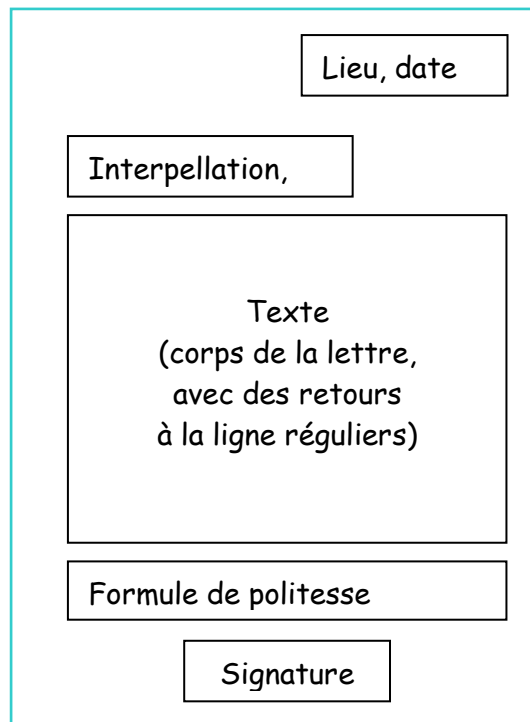 Lieu, date
Interpellation,
Texte
(corps de la lettre,
avec des retours
à la ligne réguliers)
Formule de politesse
Signature